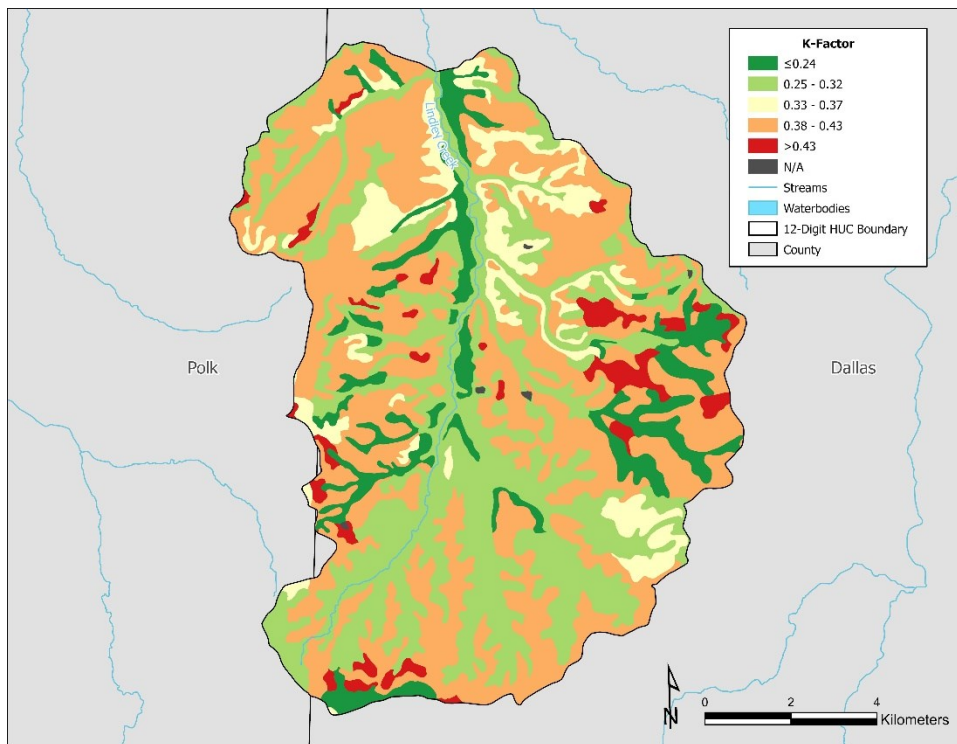 K-Factor
≤0.24
0.25 - 0.32
0.33 - 0.37
0.38 - 0.43
>0.43
N/A
Streams
Waterbodies
12-Digit HUC Boundary
County
Lindley Creek
Polk
Dallas
N
0 2 4
Kilometers